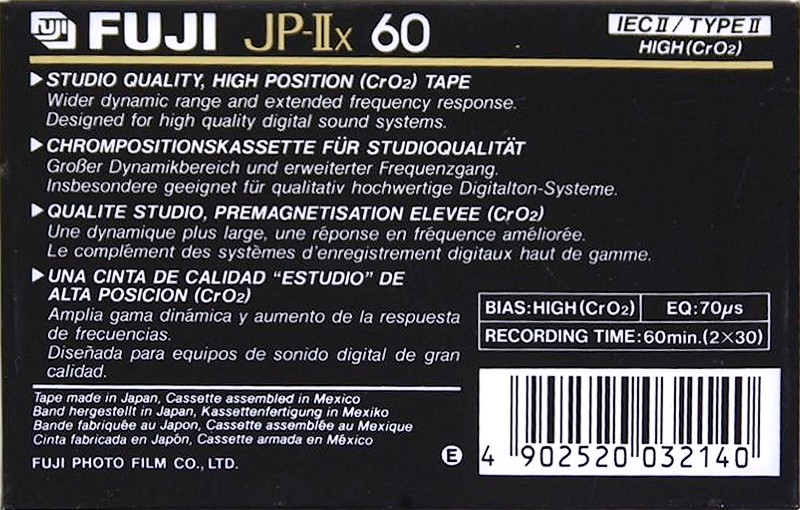 FUJI FUJI JP-IIx 60
IEC II / TYPE II
HIGH (CrO2)
STUDIO QUALITY, HIGH POSITION (CrO2) TAPE
Wider dynamic range and extended frequency response.
Designed for high quality digital sound systems.
CHROMPOSITIONSKASSETTE FÜR STUDIOQUALITÄT
Großer Dynamikbereich und erweiterter Frequenzgang.
Insbesondere geeignet für qualitativ hochwertige Digitalton-Systeme.
QUALITE STUDIO, PREMAGNETISATION ELEVEE (CrO2)
Une dynamique plus large, une réponse en fréquence améliorée.
Le complément des systèmes d'enregistrement digitaux haut de gamme.
UNA CINTA DE CALIDAD "ESTUDIO" DE
ALTA POSICION (CrO2)
Amplia gama dinámica y aumento de la respuesta
de frecuencias.
Diseñada para equipos de sonido digital de gran
calidad.
BIAS: HIGH (CrO2) EQ: 70µs
RECORDING TIME: 60min. (2×30)
Tape made in Japan, Cassette assembled in Mexico
Band hergestellt in Japan, Kassettenfertigung in Mexiko
Bande fabriquée au Japon, Cassette assemblée au Mexique
Cinta fabricada en Japón, Cassette armada en México
FUJI PHOTO FILM CO., LTD.
E
4 902520 032140